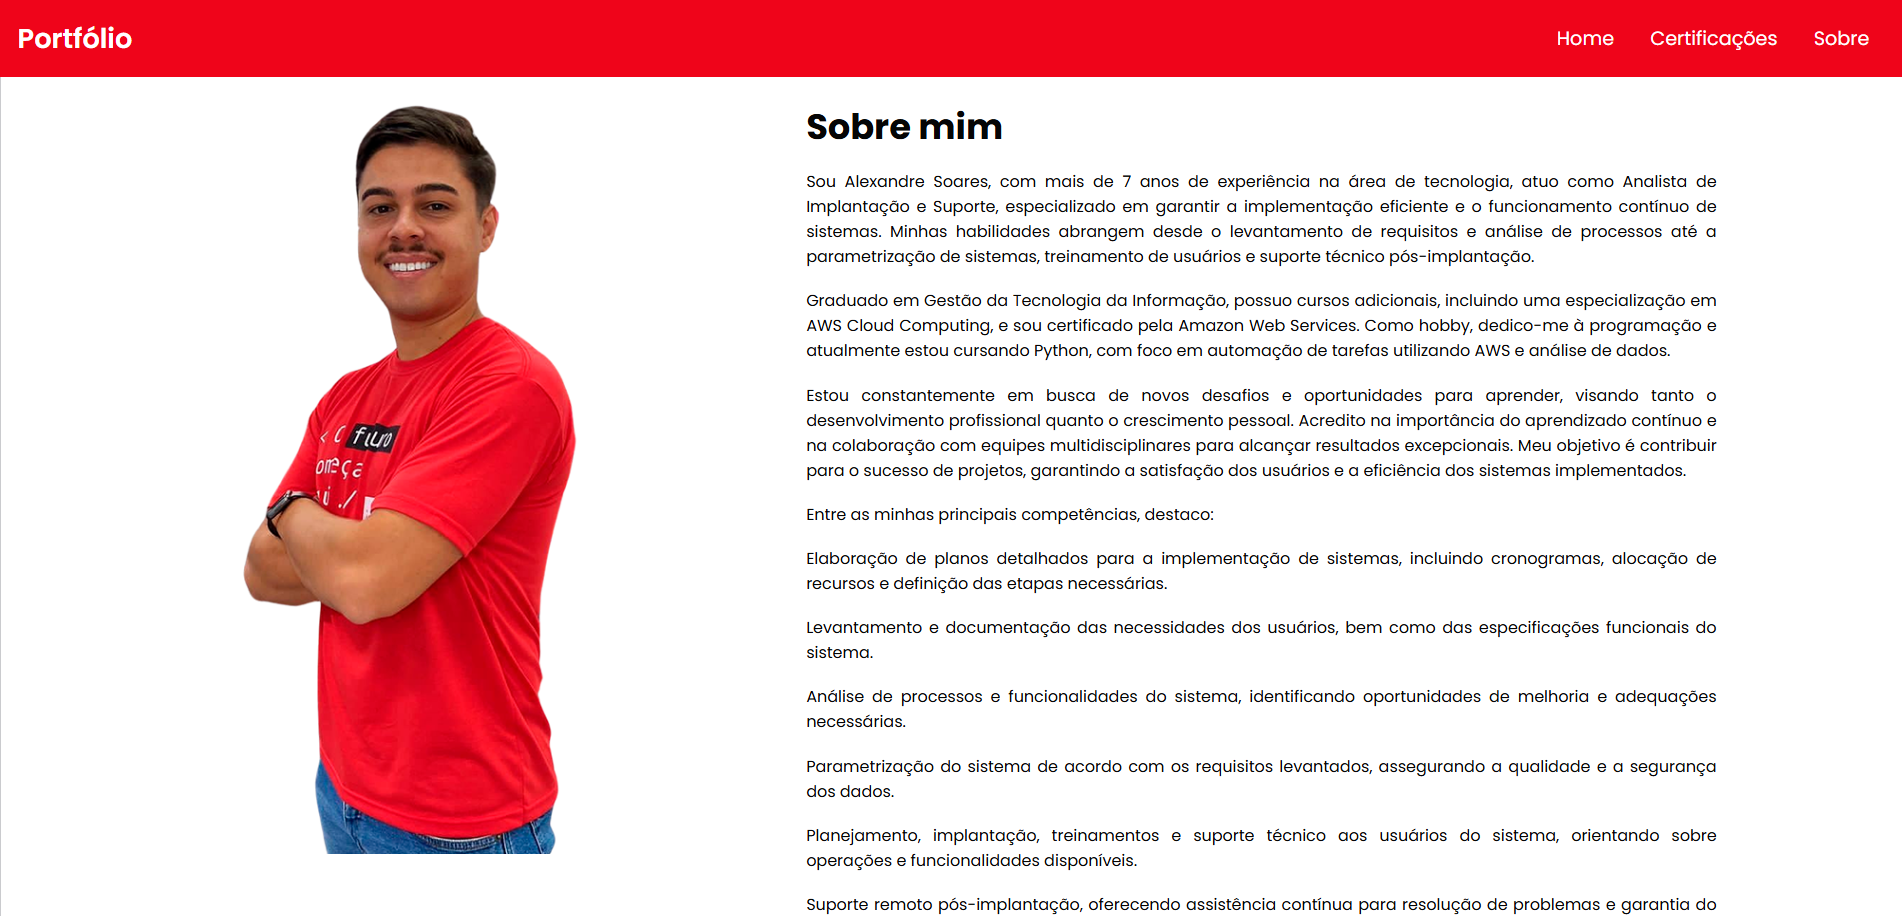 Portfólio
Home
Certificações
Sobre
Sobre mim
Sou Alexandre Soares, com mais de 7 anos de experiência na área de tecnologia, atuo como Analista de
Implantação e Suporte, especializado em garantir a implementação eficiente e o funcionamento contínuo de
sistemas. Minhas habilidades abrangem desde o levantamento de requisitos e análise de processos até a
parametrização de sistemas, treinamento de usuários e suporte técnico pós-implantação.
Graduado em Gestão da Tecnologia da Informação, possuo cursos adicionais, incluindo uma especialização em
AWS Cloud Computing, e sou certificado pela Amazon Web Services. Como hobby, dedico-me à programação e
atualmente estou cursando Python, com foco em automação de tarefas utilizando AWS e análise de dados.
Estou constantemente em busca de novos desafios e oportunidades para aprender, visando tanto o
desenvolvimento profissional quanto o crescimento pessoal. Acredito na importância do aprendizado contínuo e
na colaboração com equipes multidisciplinares para alcançar resultados excepcionais. Meu objetivo é contribuir
para o sucesso de projetos, garantindo a satisfação dos usuários e a eficiência dos sistemas implementados.
Entre as minhas principais competências, destaco:
Elaboração de planos detalhados para a implementação de sistemas, incluindo cronogramas, alocação de
recursos e definição das etapas necessárias.
Levantamento e documentação das necessidades dos usuários, bem como das especificações funcionais do
sistema.
Análise de processos e funcionalidades do sistema, identificando oportunidades de melhoria e adequações
necessárias.
Parametrização do sistema de acordo com os requisitos levantados, assegurando a qualidade e a segurança
dos dados.
Planejamento, implantação, treinamentos e suporte técnico aos usuários do sistema, orientando sobre
operações e funcionalidades disponíveis.
Suporte remoto pós-implantação, oferecendo assistência contínua para resolução de problemas e garantia do